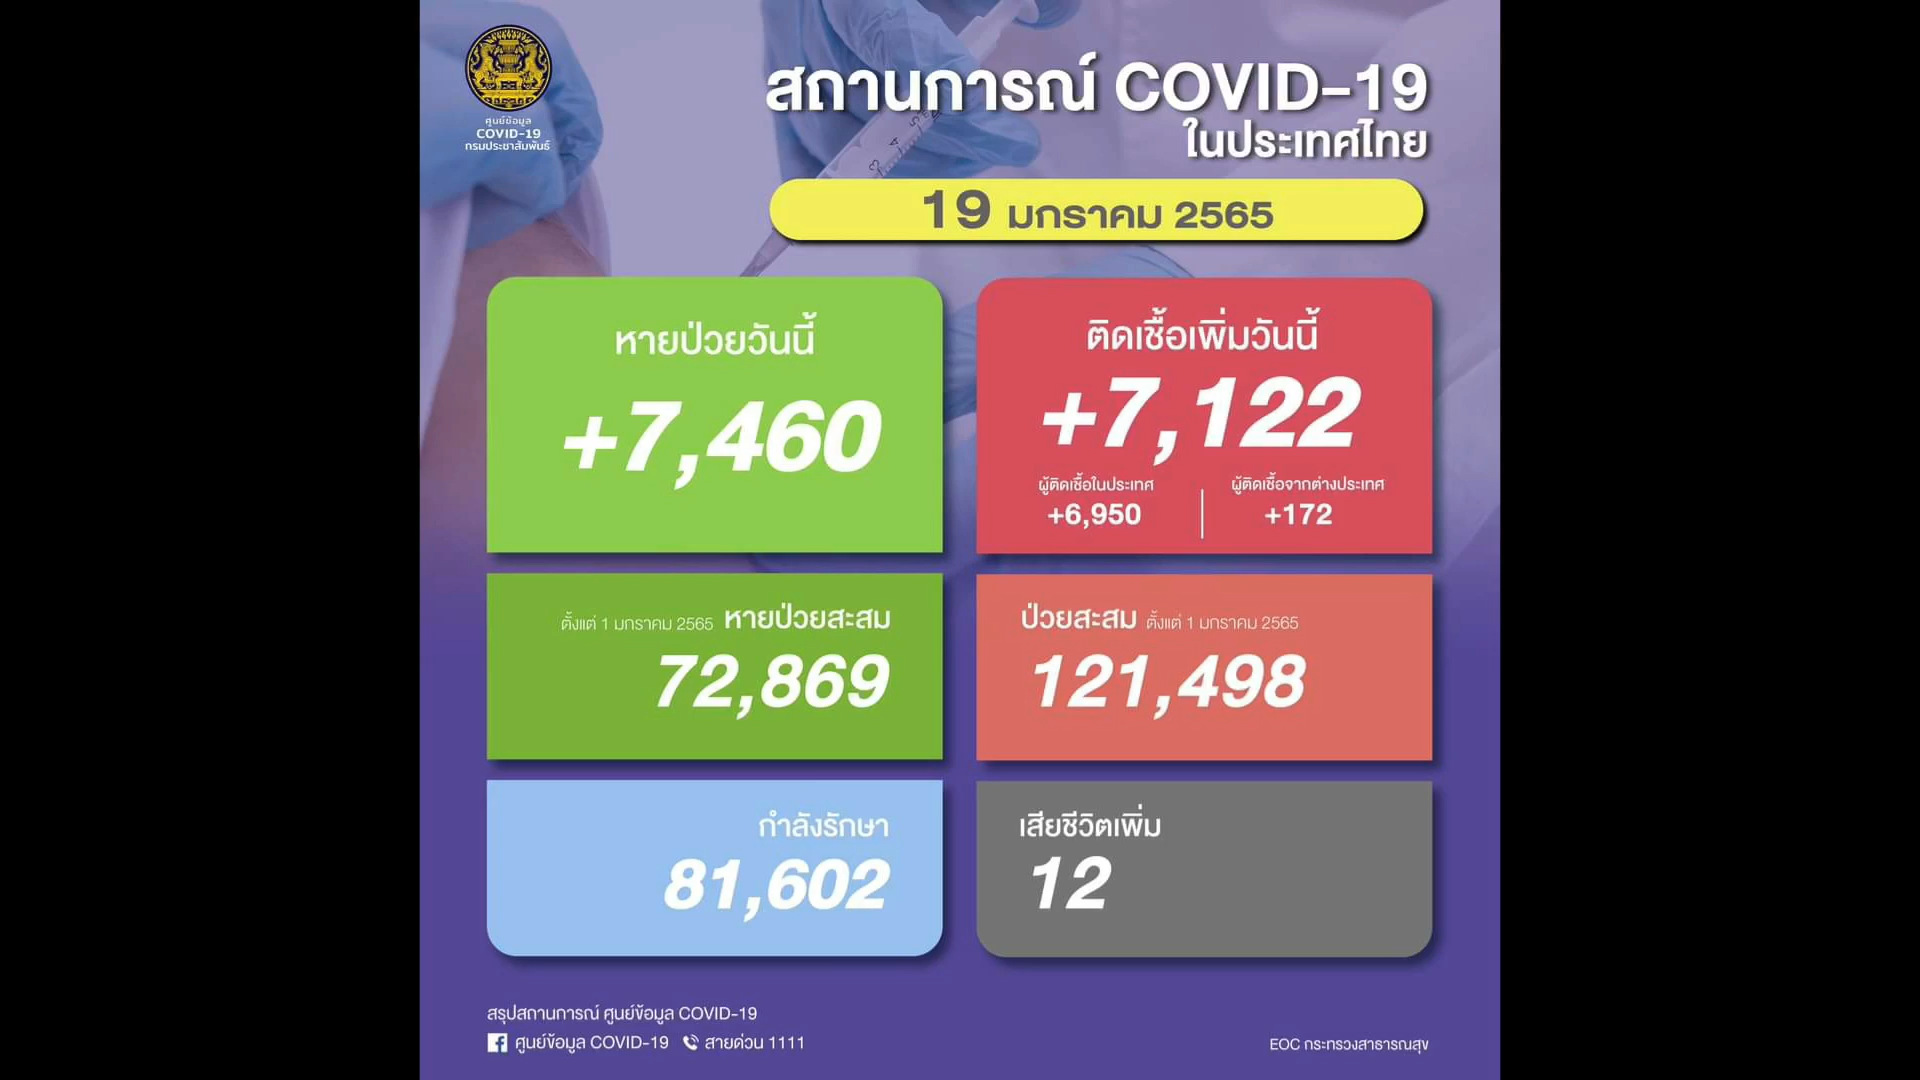 ศูนย์ข้อมูล
COVID-19
กรมประชาสัมพันธ์
สถานการณ์ COVID-19
ในประเทศไทย
19 มกราคม 2565
หายป่วยวันนี้
+7,460
ติดเชื้อเพิ่มวันนี้
+7,122
ผู้ติดเชื้อในประเทศ
+6,950
ผู้ติดเชื้อจากต่างประเทศ
+172
ตั้งแต่ 1 มกราคม 2565 หายป่วยสะสม
72,869
ป่วยสะสม ตั้งแต่ 1 มกราคม 2565
121,498
กำลังรักษา
81,602
เสียชีวิตเพิ่ม
12
สรุปสถานการณ์ ศูนย์ข้อมูล COVID-19
ศูนย์ข้อมูล COVID-19 สายด่วน 1111
EOC กระทรวงสาธารณสุข